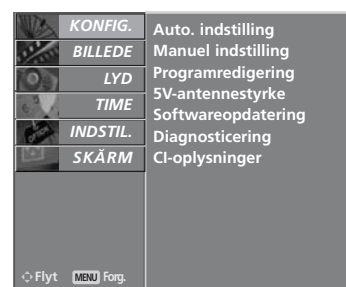 KONFIG.
BILLEDE
LYD
TIME
INDSTIL.
SKÄRM
Auto. indstilling
Manuel indstilling
Programredigering
5V-antennestyrke
Softwareopdatering
Diagnosticering
CI-oplysninger
Flyt MENU Forg.